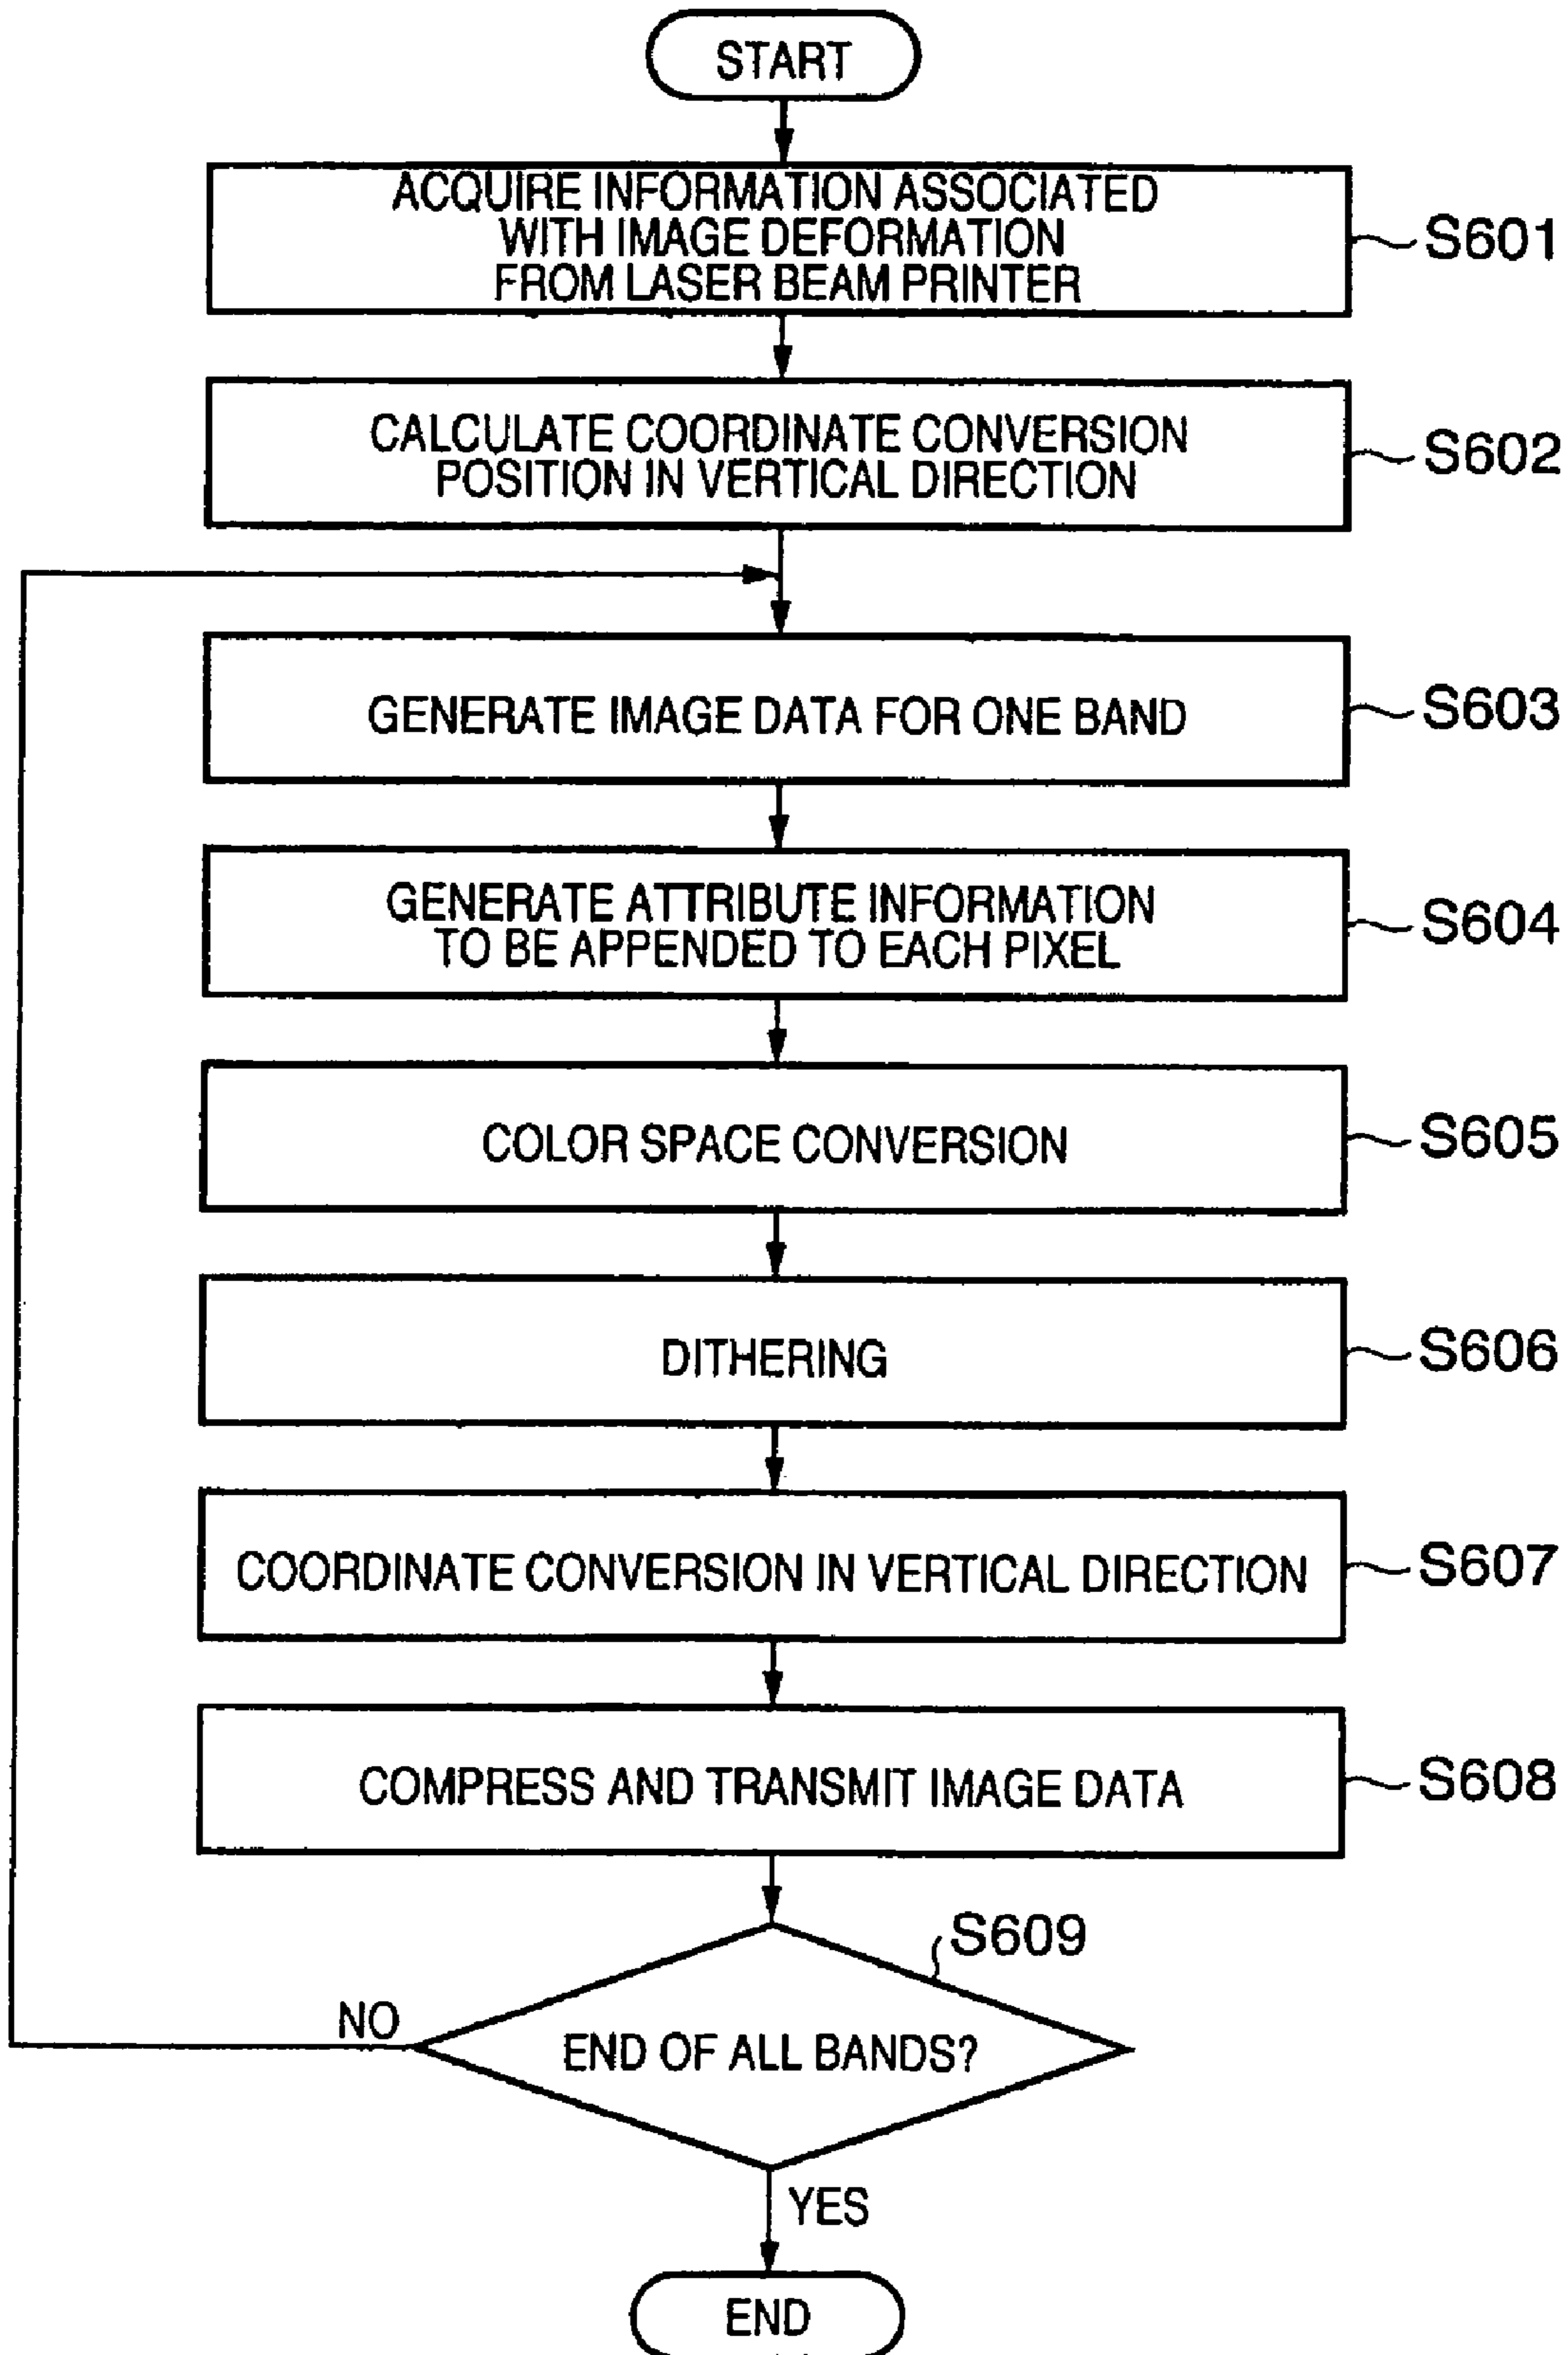 START
ACQUIRE INFORMATION ASSOCIATED
WITH IMAGE DEFORMATION
FROM LASER BEAM PRINTER
S601
CALCULATE COORDINATE CONVERSION
POSITION IN VERTICAL DIRECTION
S602
GENERATE IMAGE DATA FOR ONE BAND
S603
GENERATE ATTRIBUTE INFORMATION
TO BE APPENDED TO EACH PIXEL
S604
COLOR SPACE CONVERSION
S605
DITHERING
S606
COORDINATE CONVERSION IN VERTICAL DIRECTION
S607
COMPRESS AND TRANSMIT IMAGE DATA
S608
S609
NO
END OF ALL BANDS?
YES
END